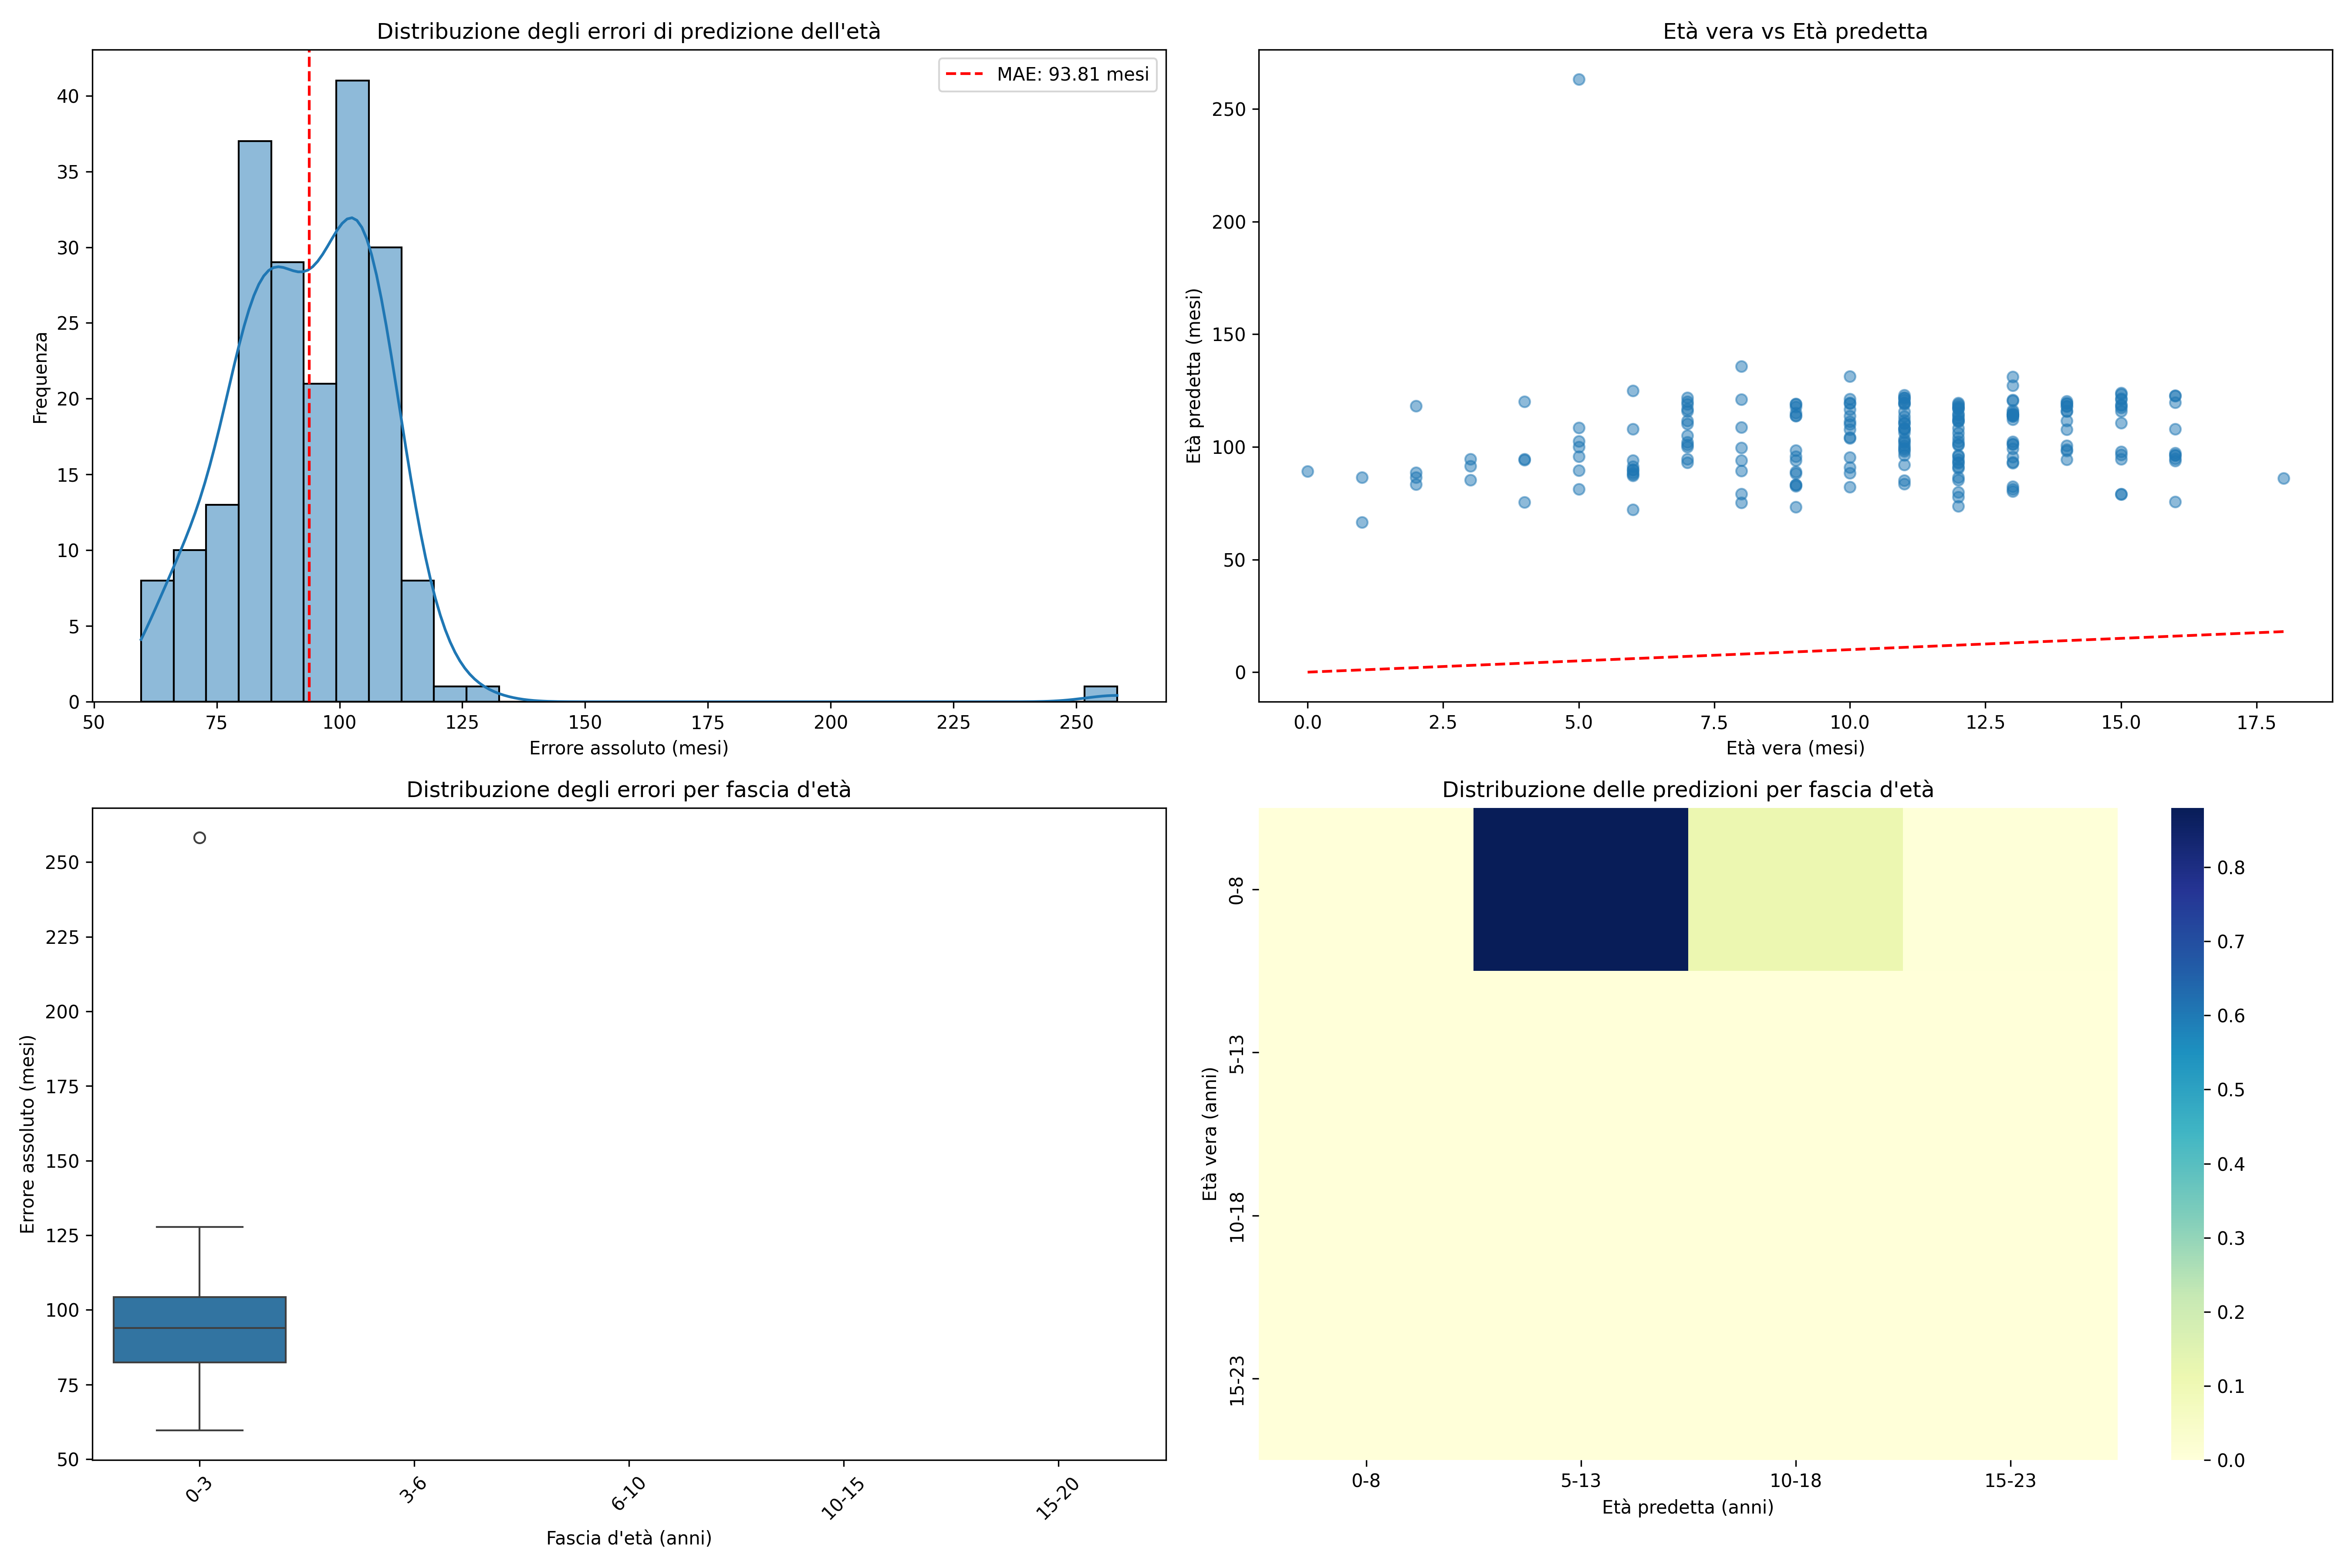 Distribuzione degli errori di predizione dell'età
MAE: 93.81 mesi
Frequenza
40
35
30
25
20
15
10
5
0
50 75 100 125 150 175 200 225 250
Errore assoluto (mesi)
Età vera vs Età predetta
Età predetta (mesi)
250
200
150
100
50
0
0.0 2.5 5.0 7.5 10.0 12.5 15.0 17.5
Età vera (mesi)
Distribuzione degli errori per fascia d'età
Errore assoluto (mesi)
250
225
200
175
150
125
100
75
50
0-3 3-6 6-10 10-15 15-20
Fascia d'età (anni)
Distribuzione delle predizioni per fascia d'età
Età vera (anni)
0-8
5-13
10-18
15-23
0-8 5-13 10-18 15-23
Età predetta (anni)
0.8
0.7
0.6
0.5
0.4
0.3
0.2
0.1
0.0